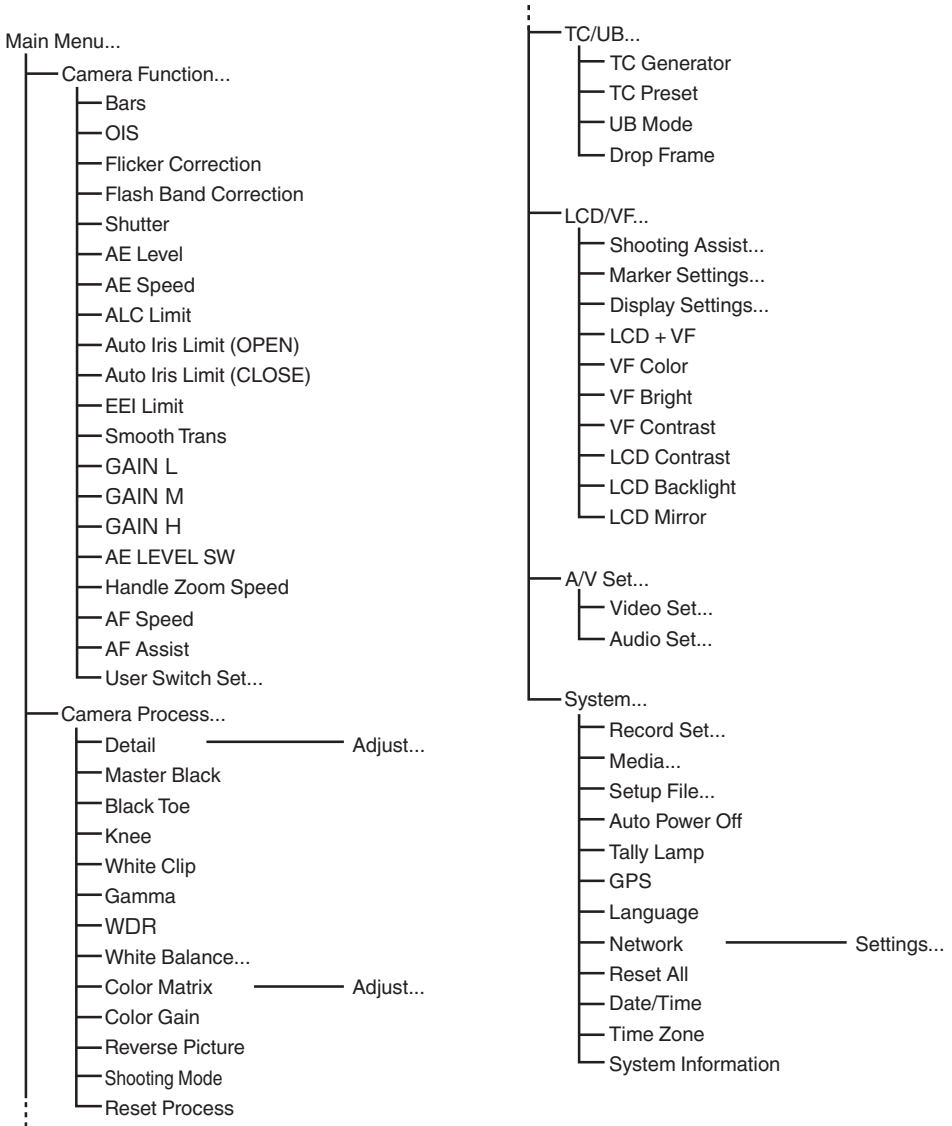 Main Menu...
Camera Function...
Bars
OIS
Flicker Correction
Flash Band Correction
Shutter
AE Level
AE Speed
ALC Limit
Auto Iris Limit (OPEN)
Auto Iris Limit (CLOSE)
EEI Limit
Smooth Trans
GAIN L
GAIN M
GAIN H
AE LEVEL SW
Handle Zoom Speed
AF Speed
AF Assist
User Switch Set...
Camera Process...
Detail Adjust...
Master Black
Black Toe
Knee
White Clip
Gamma
WDR
White Balance...
Color Matrix Adjust...
Color Gain
Reverse Picture
Shooting Mode
Reset Process
TC/UB...
TC Generator
TC Preset
UB Mode
Drop Frame
LCD/VF...
Shooting Assist...
Marker Settings...
Display Settings...
LCD + VF
VF Color
VF Bright
VF Contrast
LCD Contrast
LCD Backlight
LCD Mirror
A/V Set...
Video Set...
Audio Set...
System...
Record Set...
Media...
Setup File...
Auto Power Off
Tally Lamp
GPS
Language
Network Settings...
Reset All
Date/Time
Time Zone
System Information